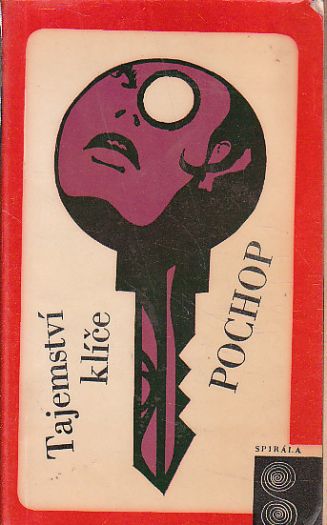 Tajemství
klíče
POCHOP
SPIRÁLA